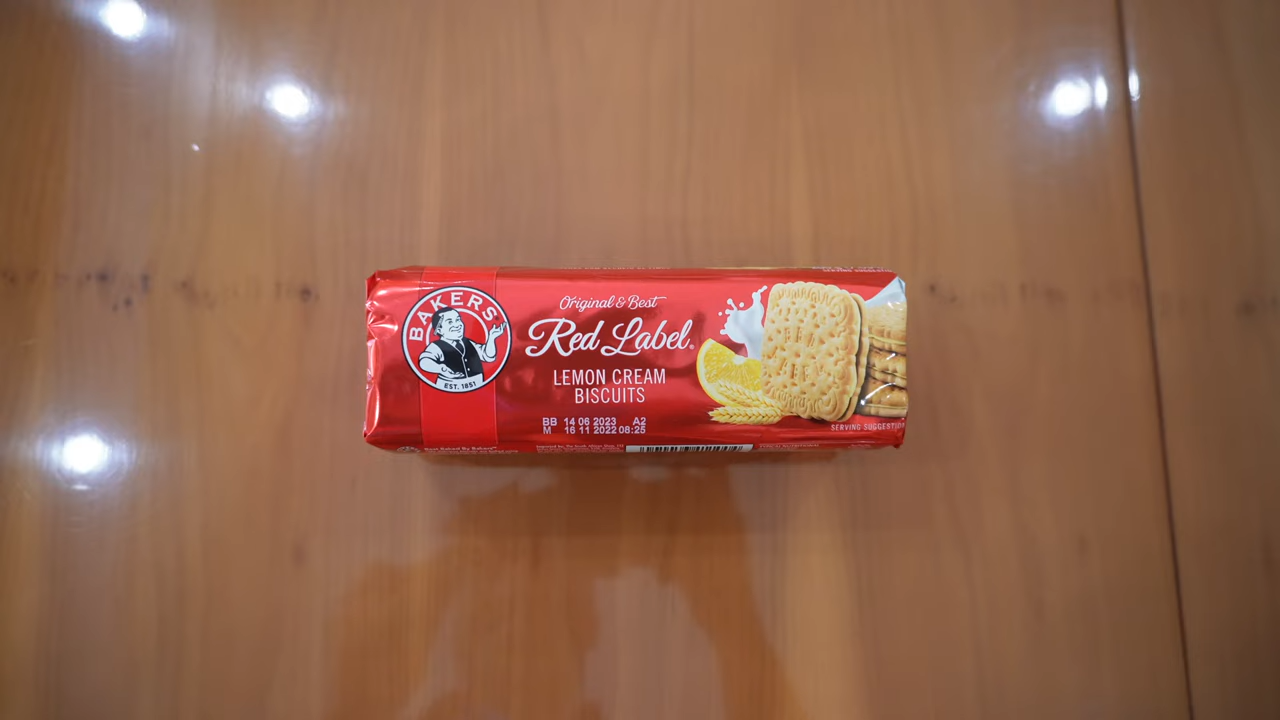 BAKERS
EST. 1851
Original & Best
Red Label®
LEMON CREAM
BISCUITS
BB 14 06 2023 A2
M 16 11 2022 08:25
SERVING SUGGESTION